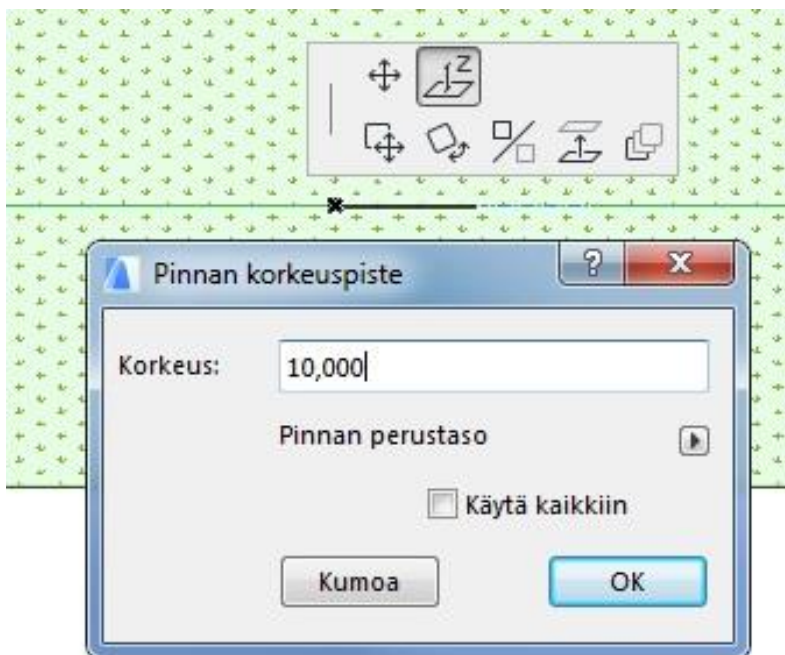 Z
Pinnan korkeuspiste
?
Korkeus: 10,000
Pinnan perustaso
Käytä kaikkiin
Kumoa OK